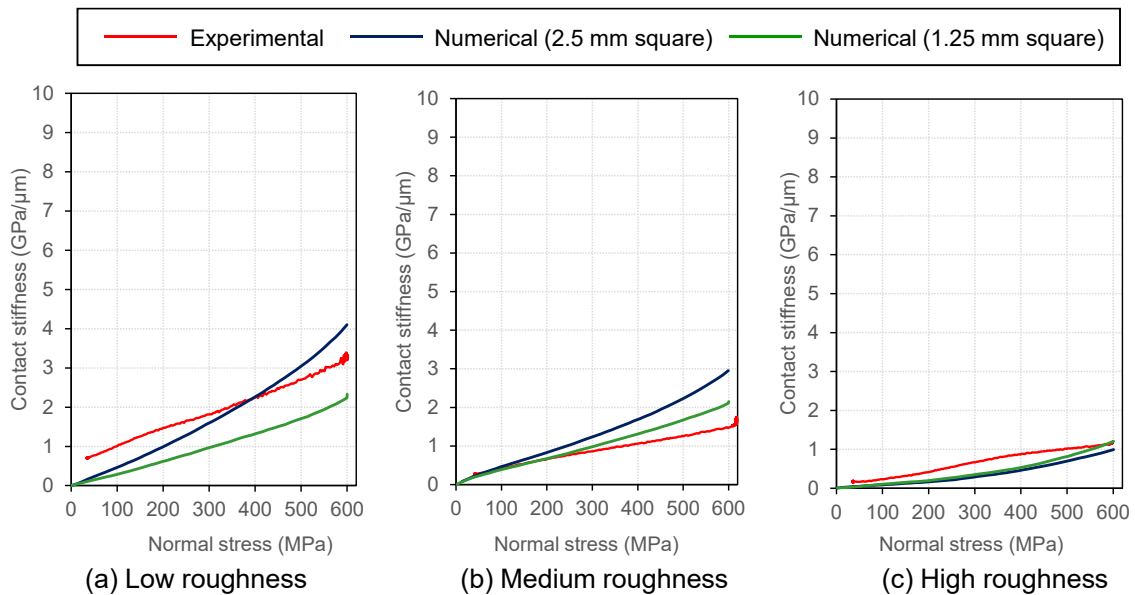 Experimental Numerical (2.5 mm square) Numerical (1.25 mm square)
Contact stiffness (GPa/µm)
10
9
8
7
6
5
4
3
2
1
0
0 100 200 300 400 500 600
Normal stress (MPa)
(a) Low roughness
Contact stiffness (GPa/µm)
10
9
8
7
6
5
4
3
2
1
0
0 100 200 300 400 500 600
Normal stress (MPa)
(b) Medium roughness
Contact stiffness (GPa/µm)
10
9
8
7
6
5
4
3
2
1
0
0 100 200 300 400 500 600
Normal stress (MPa)
(c) High roughness